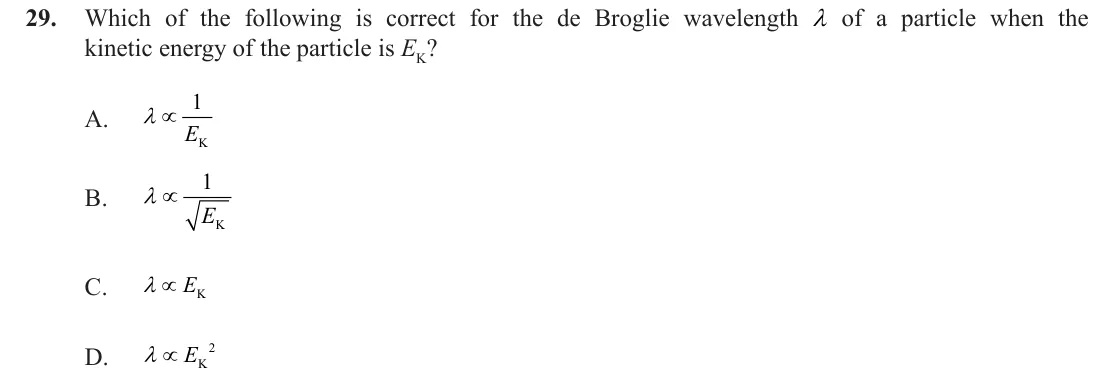 29. Which of the following is correct for the de Broglie wavelength λ of a particle when the
kinetic energy of the particle is E_K?
A. λ ∝ 1/E_K
B. λ ∝ 1/√E_K
C. λ ∝ E_K
D. λ ∝ E_K²